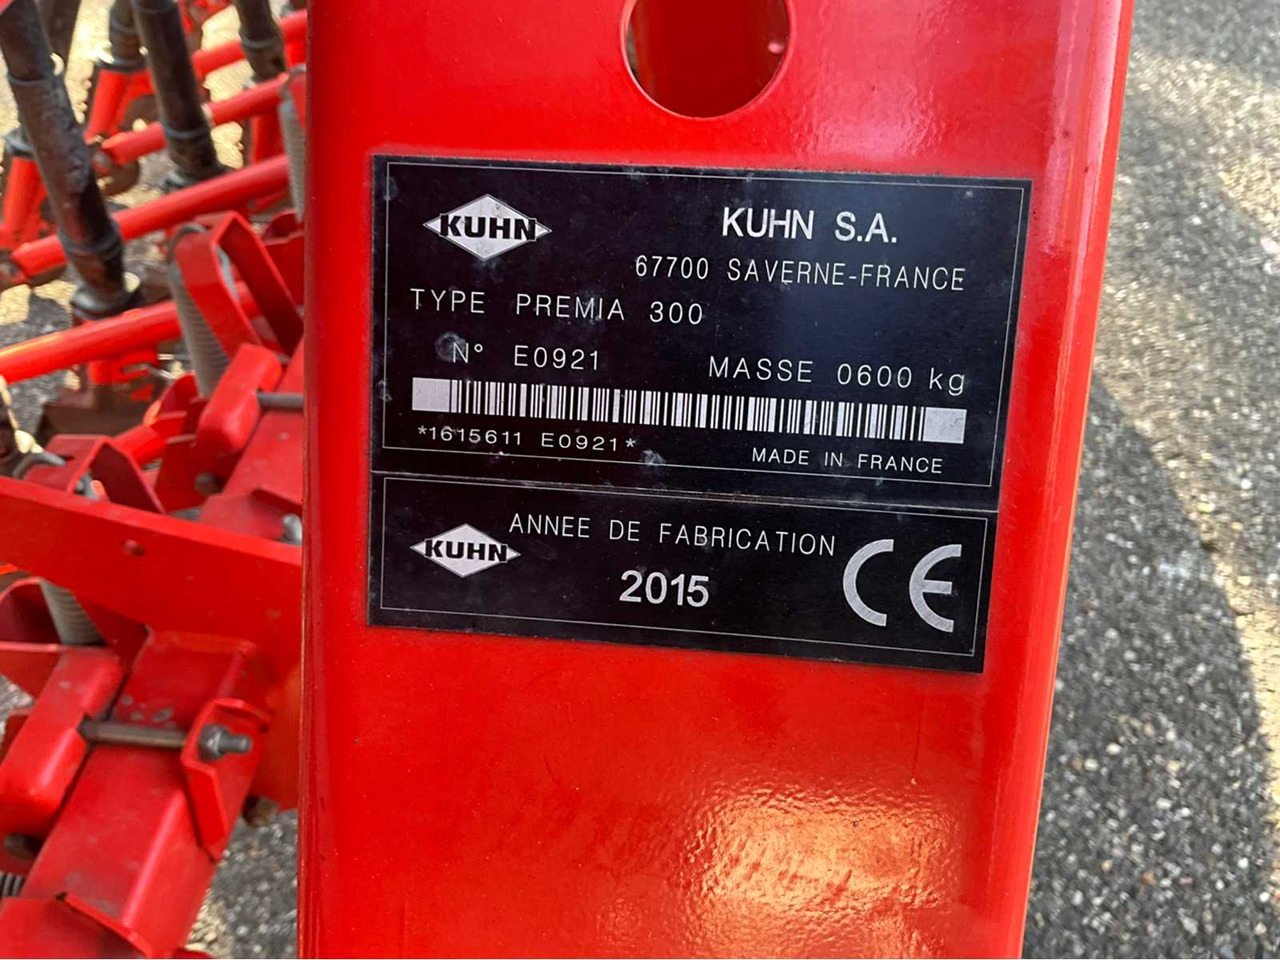 KUHN
KUHN S.A.
67700 SAVERNE-FRANCE
TYPE PREMIA 300
N° E0921 MASSE 0600 kg
*1615611 E0921*
MADE IN FRANCE
KUHN
ANNEE DE FABRICATION
2015
CE